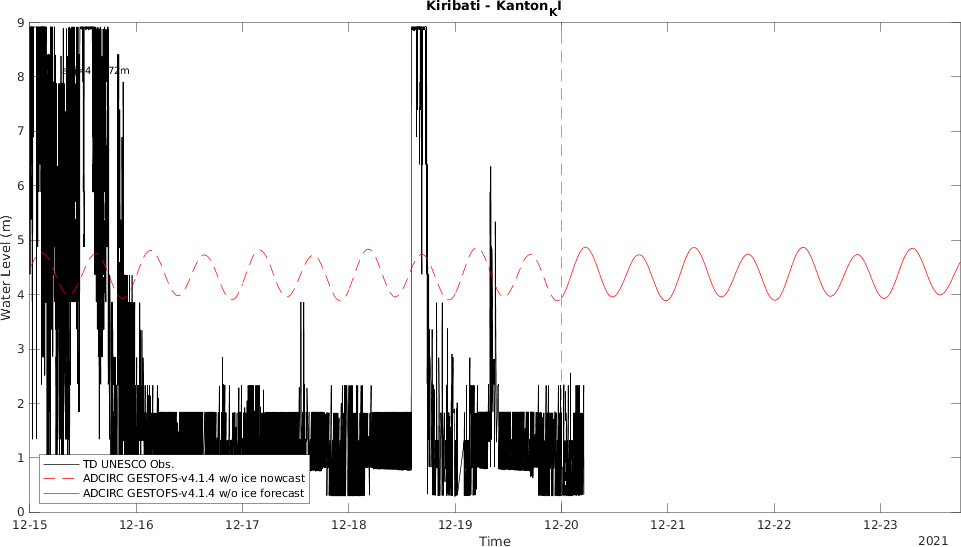 Kiribati - Kanton_KI
9
8
7
6
5
4
3
2
1
0
Water Level (m)
72m
TD UNESCO Obs.
ADCIRC GESTOFS-v4.1.4 w/o ice nowcast
ADCIRC GESTOFS-v4.1.4 w/o ice forecast
12-15 12-16 12-17 12-18 12-19 12-20 12-21 12-22 12-23
Time
2021